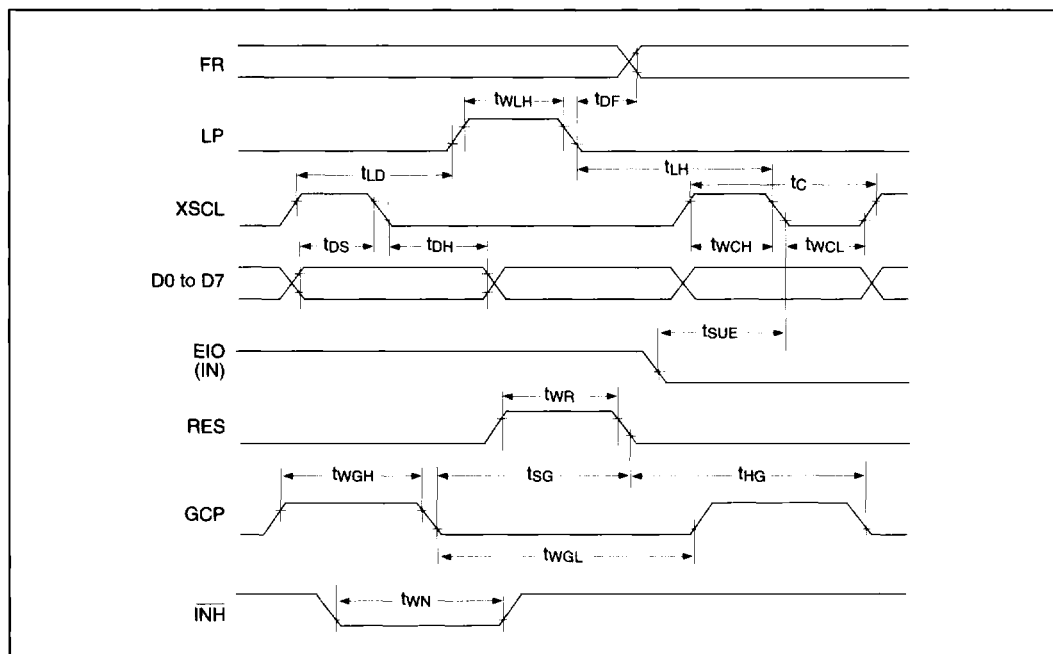 FR
tWLH
tDF
LP
tLD
tLH
tC
XSCL
tDS
tDH
tWCH
tWCL
D0 to D7
tSUE
EIO
(IN)
tWR
RES
tWGH
tSG
tHG
GCP
tWGL
tWN
INH